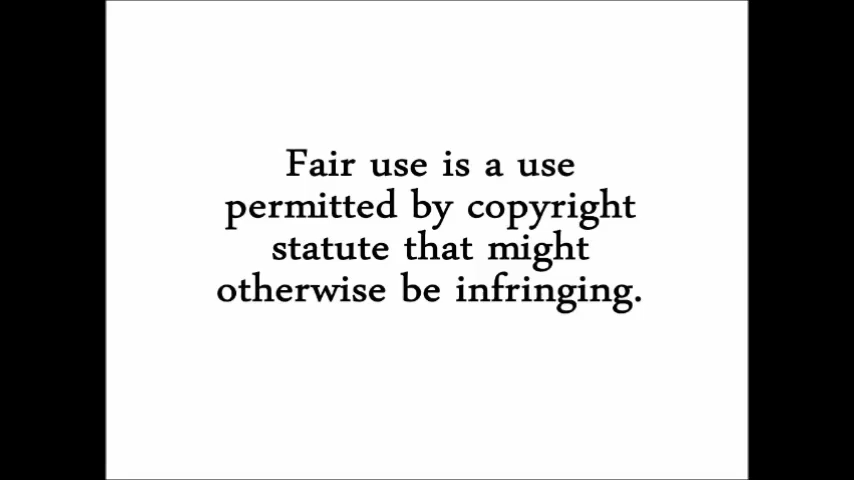 Fair use is a use
permitted by copyright
statute that might
otherwise be infringing.